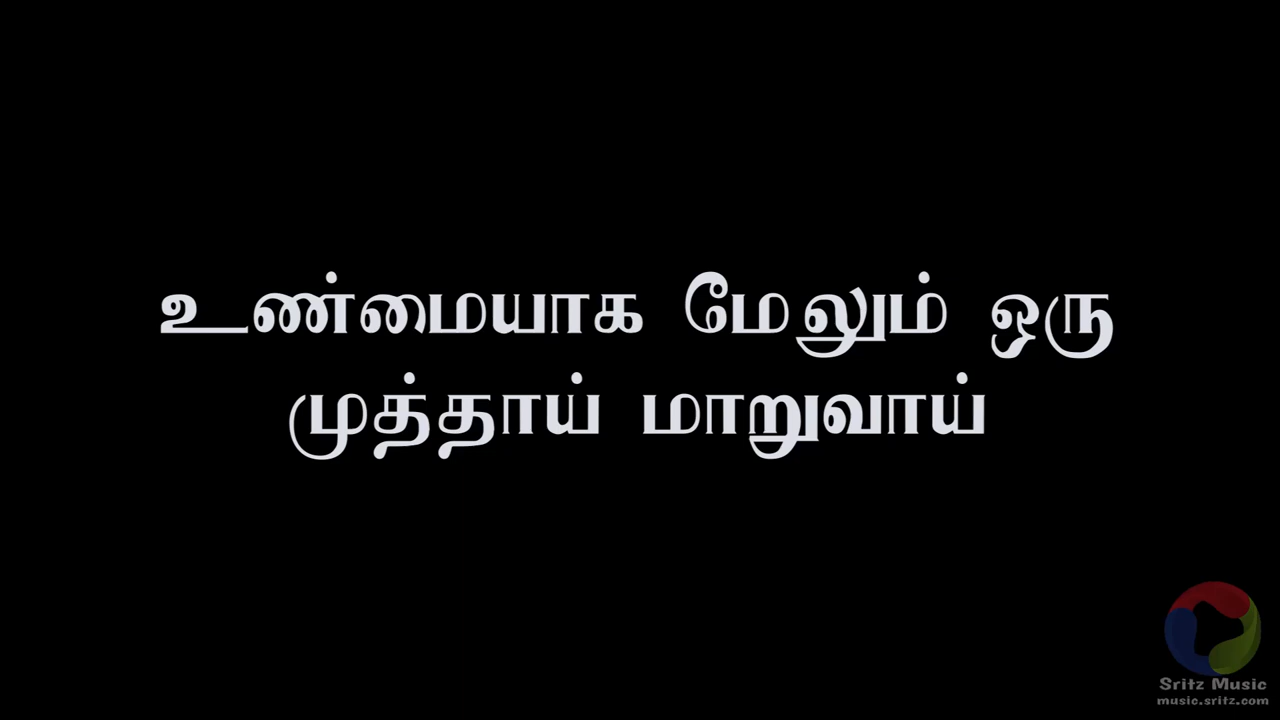 உண்மையாக மேலும் ஒரு
முத்தாய் மாறுவாய்
Sritz Music
music.sritz.com